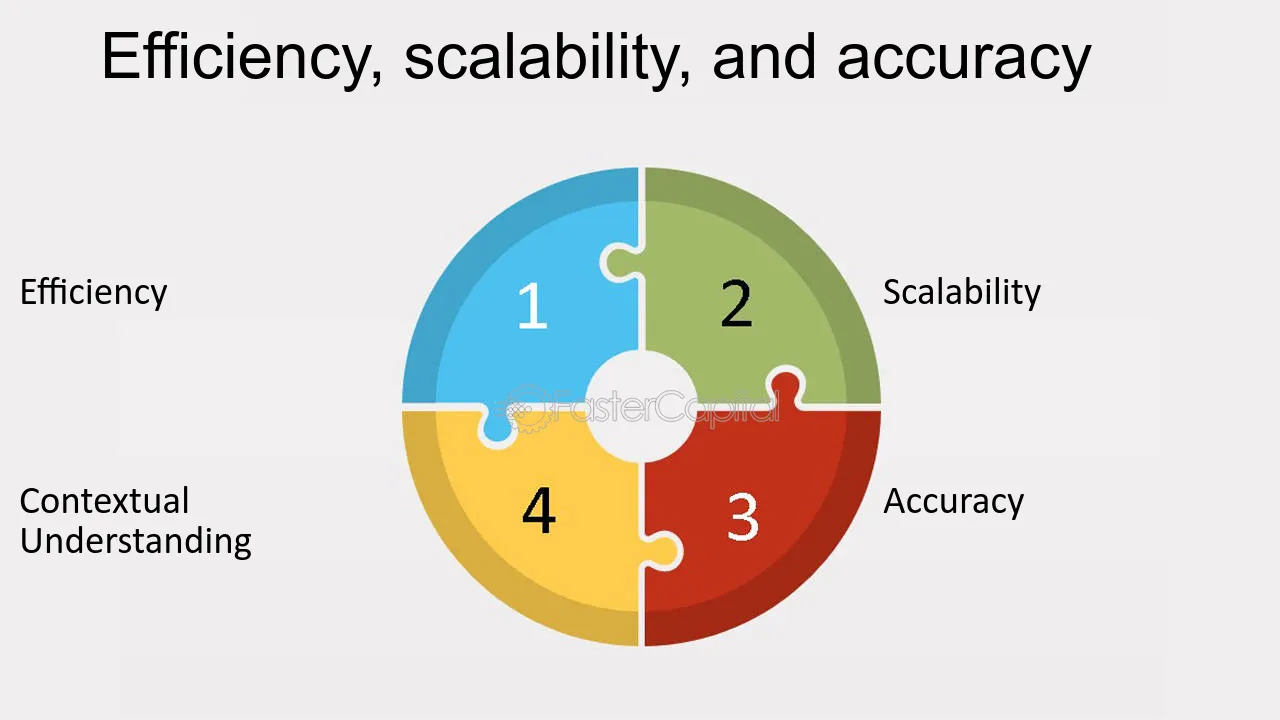 Efficiency, scalability, and accuracy
Efficiency
1
2
Scalability
FasterCapital
Contextual
Understanding
4
3
Accuracy